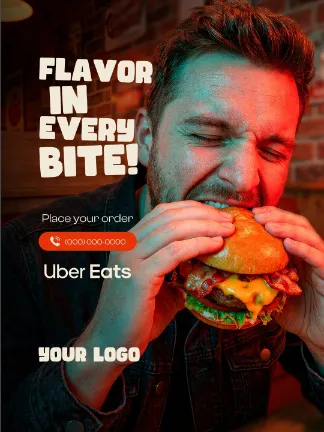 FLAVOR
IN
EVERY
BITE!
Place your order
(000) 000-0000
Uber Eats
YOUR LOGO